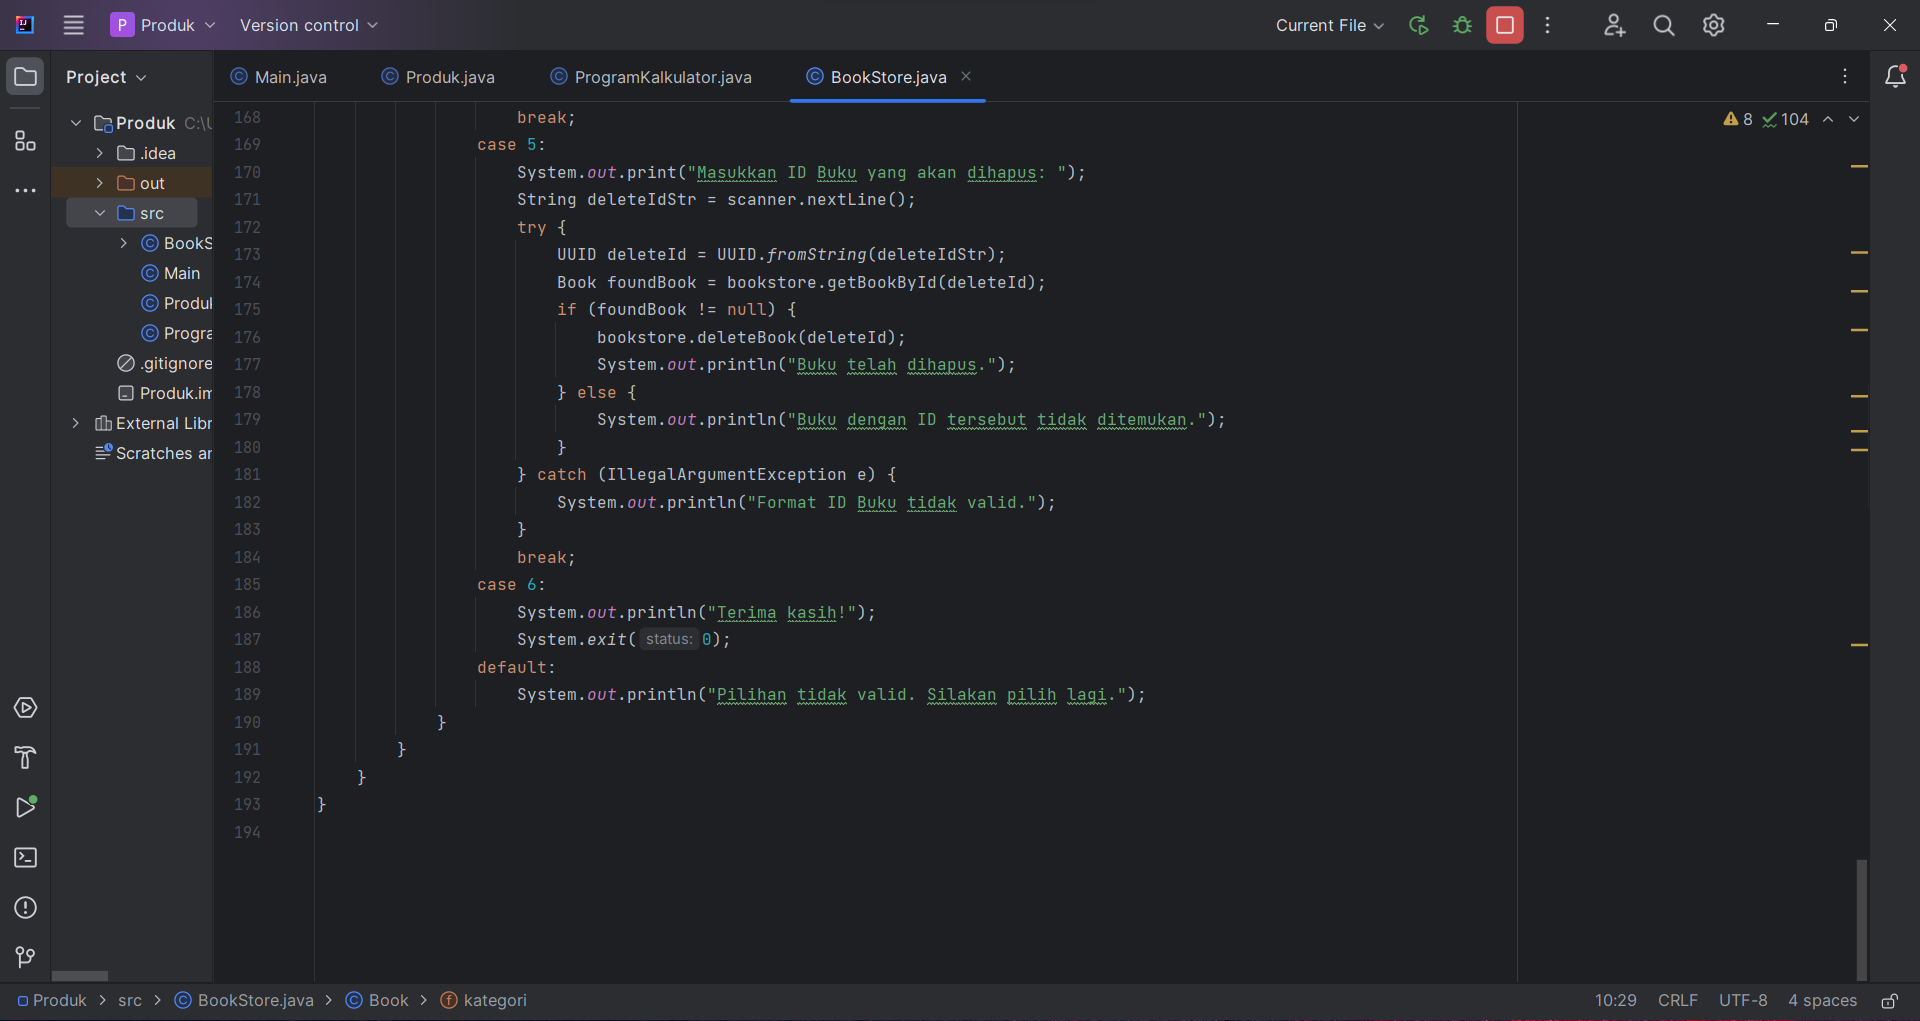 P Produk Version control Current File
Project
Main.java Produk.java ProgramKalkulator.java BookStore.java
8 104
Produk C:\U
.idea
out
src
BookS
Main
Produk
Progra
.gitignore
Produk.im
External Libr
Scratches an
168 break;
169 case 5:
170 System.out.print("Masukkan ID Buku yang akan dihapus: ");
171 String deleteIdStr = scanner.nextLine();
172 try {
173 UUID deleteId = UUID.fromString(deleteIdStr);
174 Book foundBook = bookstore.getBookById(deleteId);
175 if (foundBook != null) {
176 bookstore.deleteBook(deleteId);
177 System.out.println("Buku telah dihapus.");
178 } else {
179 System.out.println("Buku dengan ID tersebut tidak ditemukan.");
180 }
181 } catch (IllegalArgumentException e) {
182 System.out.println("Format ID Buku tidak valid.");
183 }
184 break;
185 case 6:
186 System.out.println("Terima kasih!");
187 System.exit( status: 0);
188 default:
189 System.out.println("Pilihan tidak valid. Silakan pilih lagi.");
190 }
191 }
192 }
193 }
194
Produk > src > BookStore.java > Book > kategori 10:29 CRLF UTF-8 4 spaces